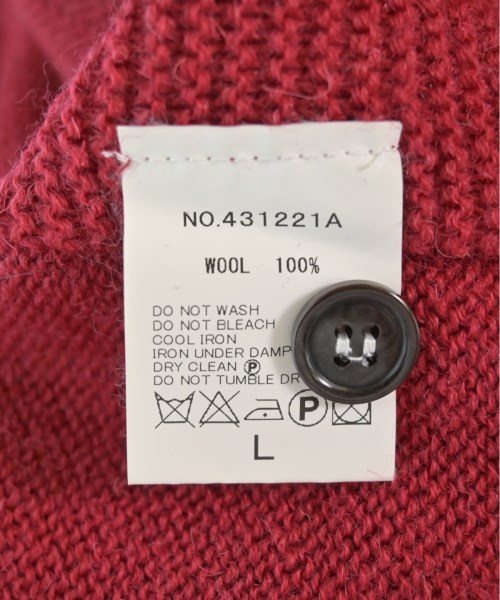 NO.431221A
WOOL 100%
DO NOT WASH
DO NOT BLEACH
COOL IRON
IRON UNDER DAMP
DRY CLEAN Ⓟ
DO NOT TUMBLE DR
P
L